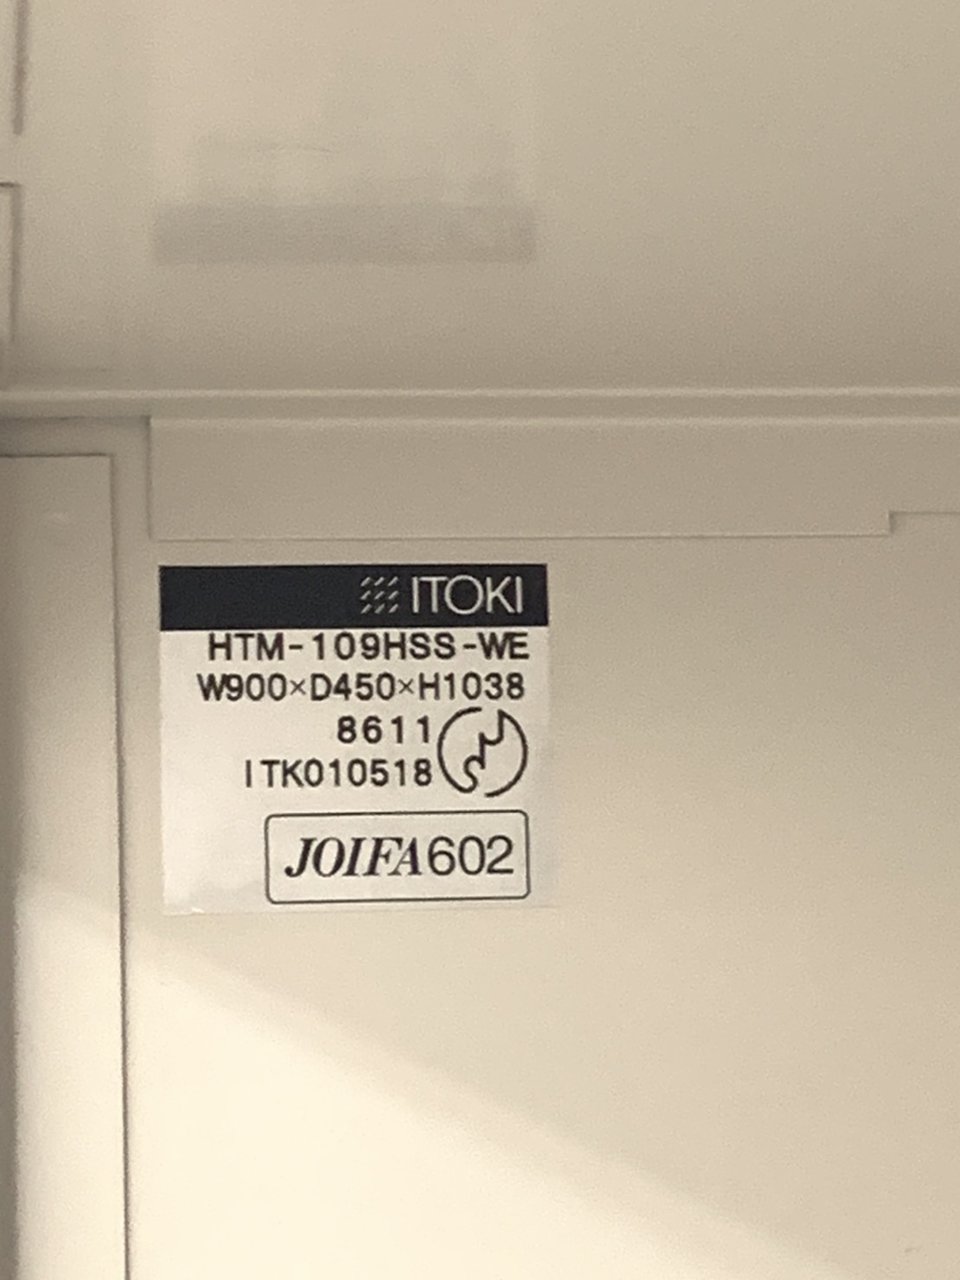 ITOKI
HTM-109HSS-WE
W900×D450×H1038
8611
ITK010518
JOIFA602